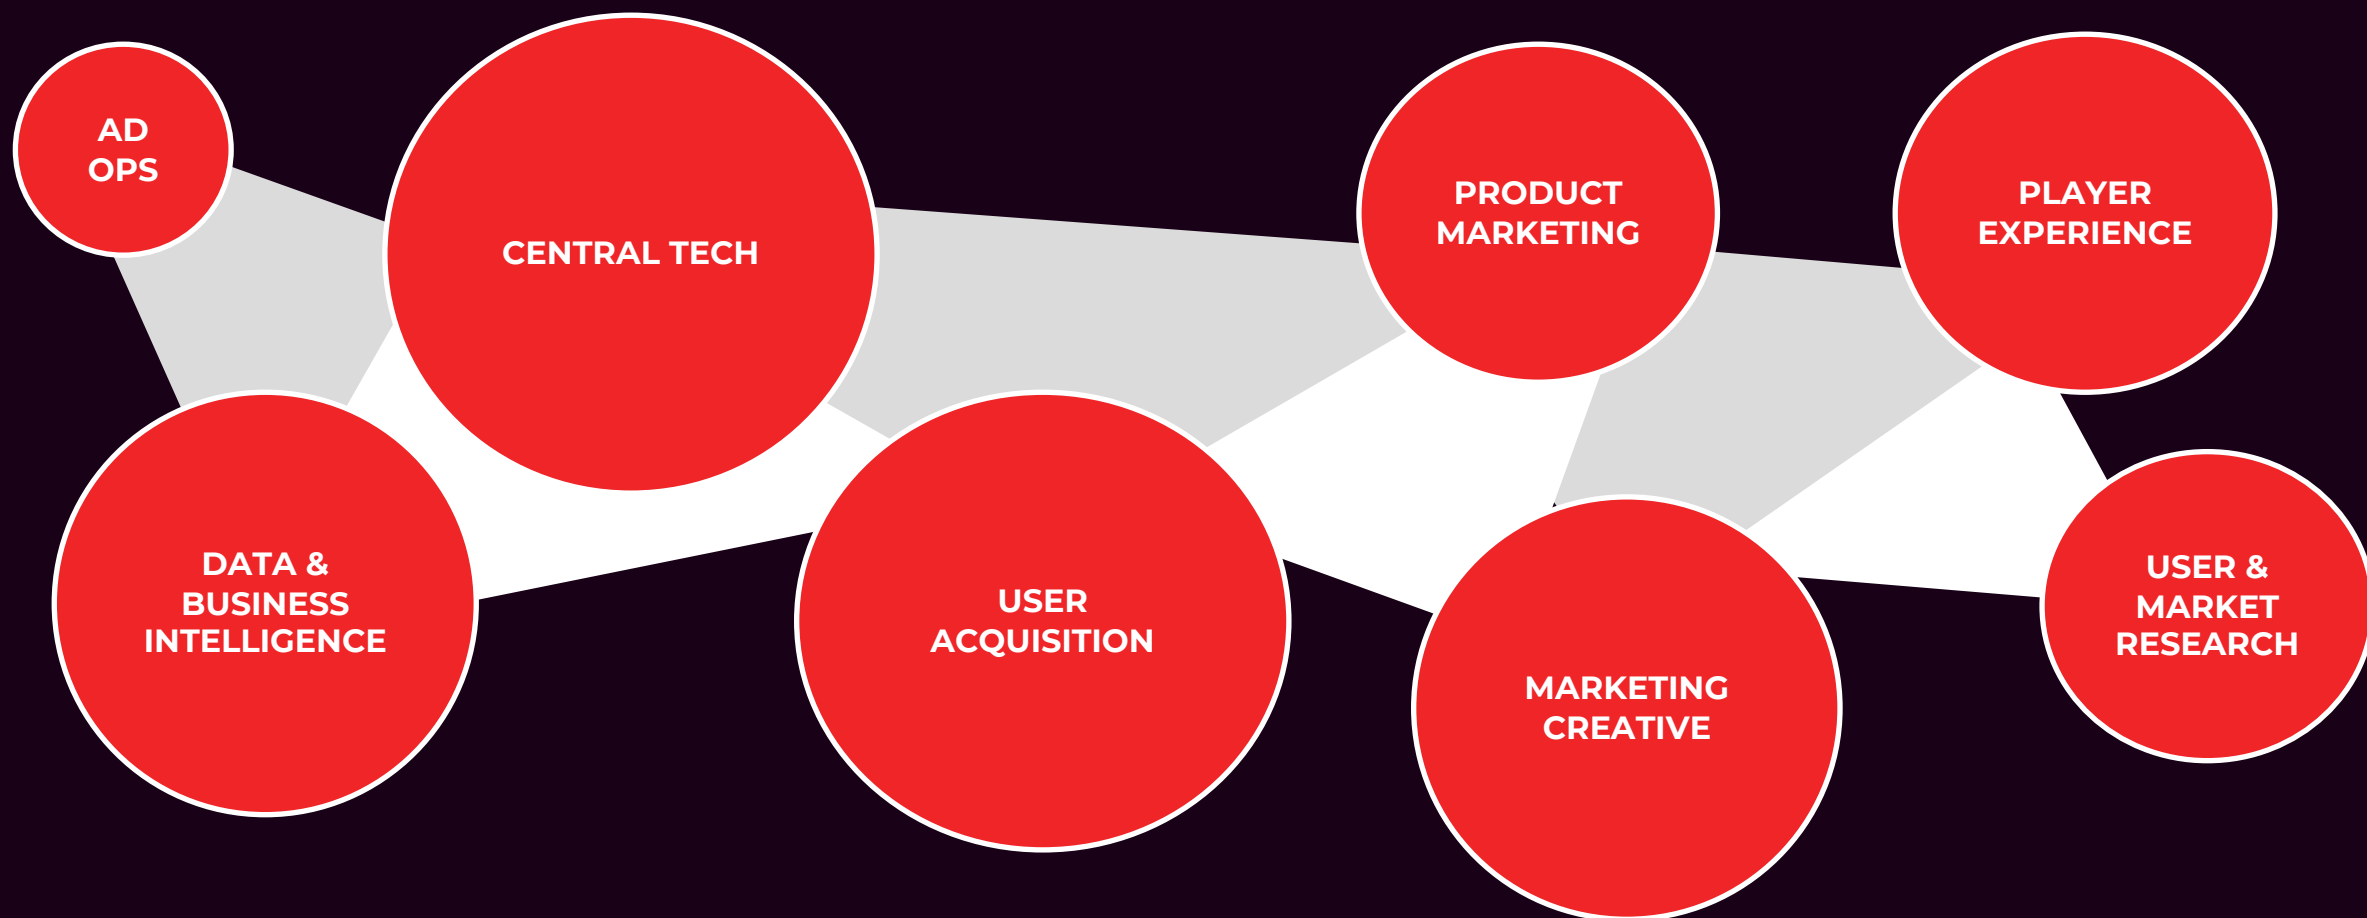 AD
OPS
CENTRAL TECH
PRODUCT
MARKETING
PLAYER
EXPERIENCE
DATA &
BUSINESS
INTELLIGENCE
USER
ACQUISITION
MARKETING
CREATIVE
USER &
MARKET
RESEARCH